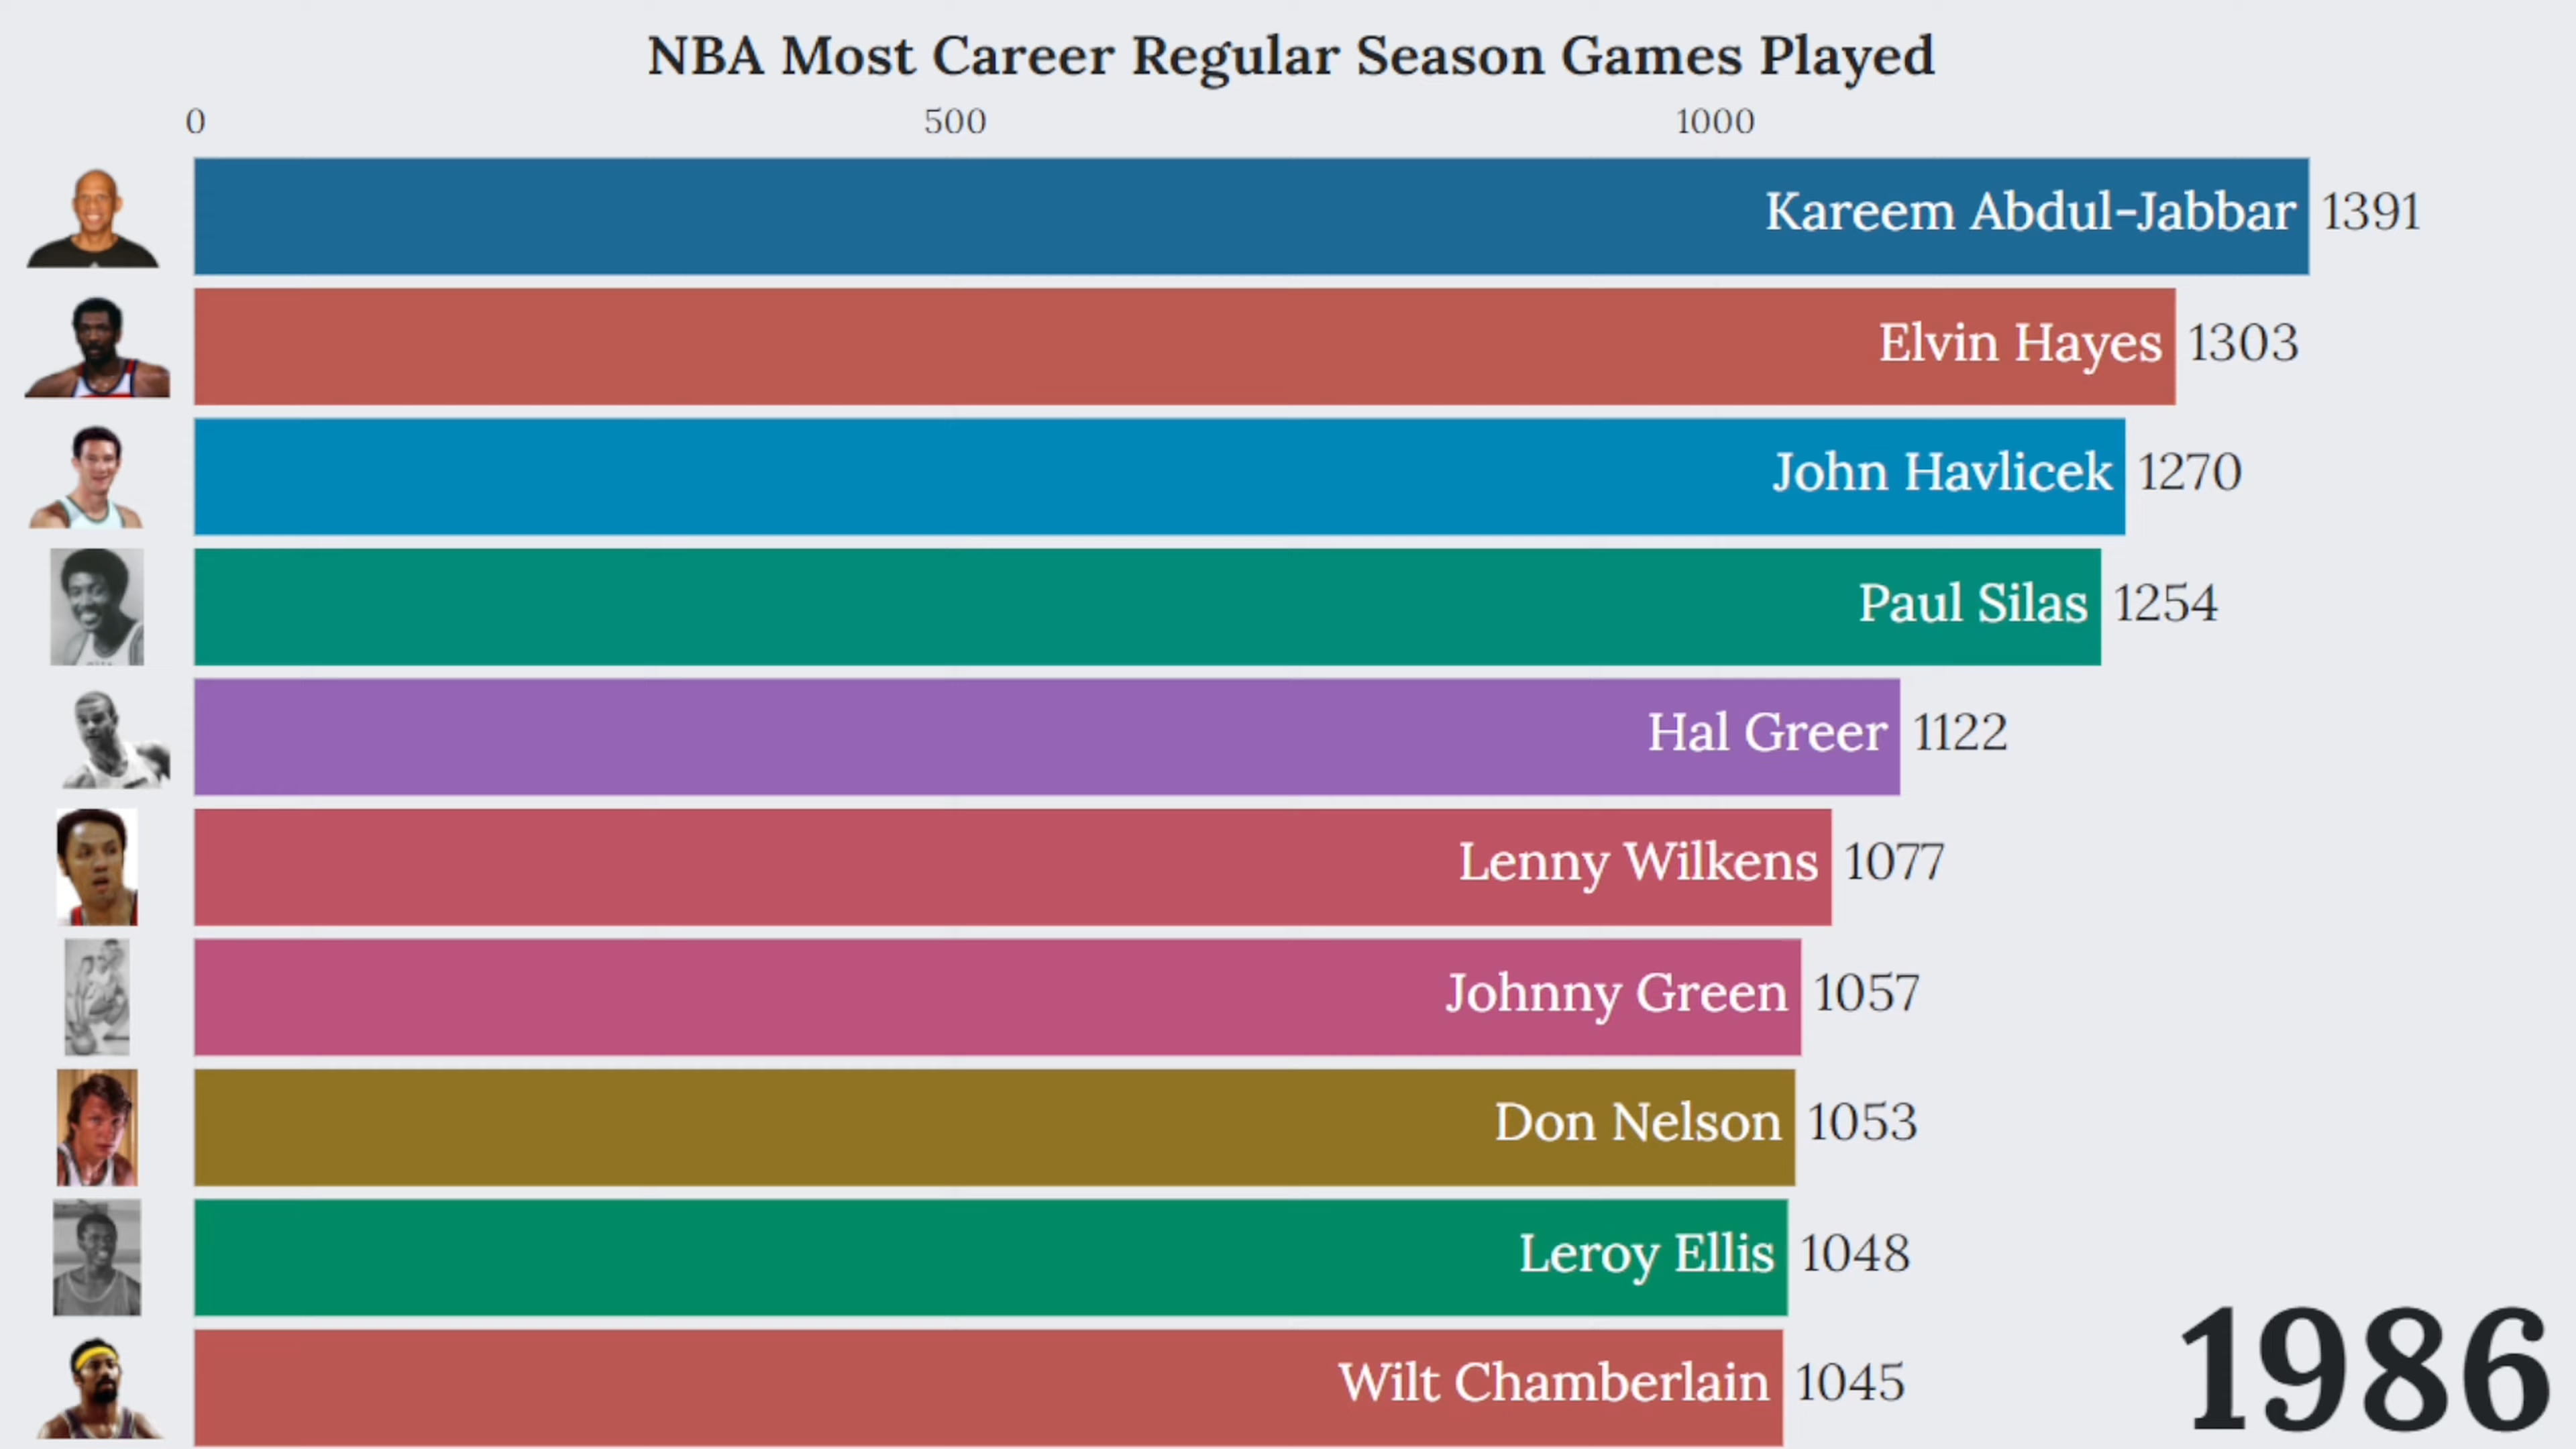 NBA Most Career Regular Season Games Played
0 500 1000
Kareem Abdul-Jabbar 1391
Elvin Hayes 1303
John Havlicek 1270
Paul Silas 1254
Hal Greer 1122
Lenny Wilkens 1077
Johnny Green 1057
Don Nelson 1053
Leroy Ellis 1048
Wilt Chamberlain 1045
1986